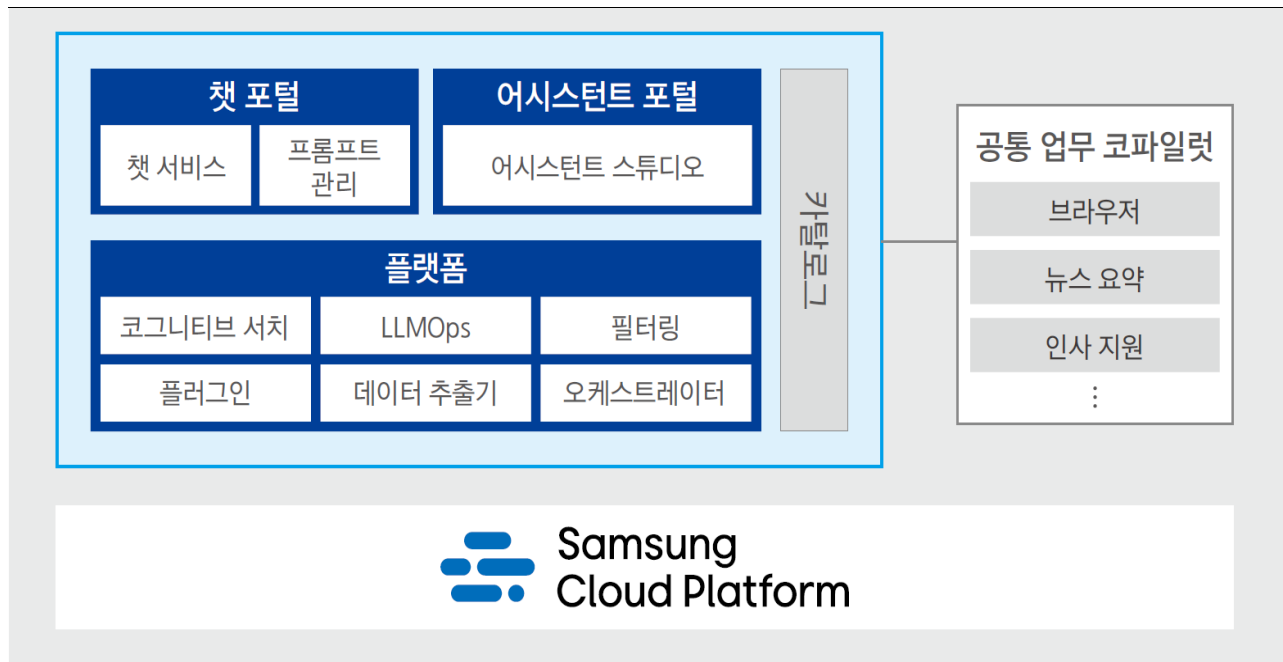 챗 포털
챗 서비스
프롬프트
관리
어시스턴트 포털
어시스턴트 스튜디오
플랫폼
코그니티브 서치
LLMOps
필터링
플러그인
데이터 추출기
오케스트레이터
카탈로그
공통 업무 코파일럿
브라우저
뉴스 요약
인사 지원
⋮
Samsung
Cloud Platform